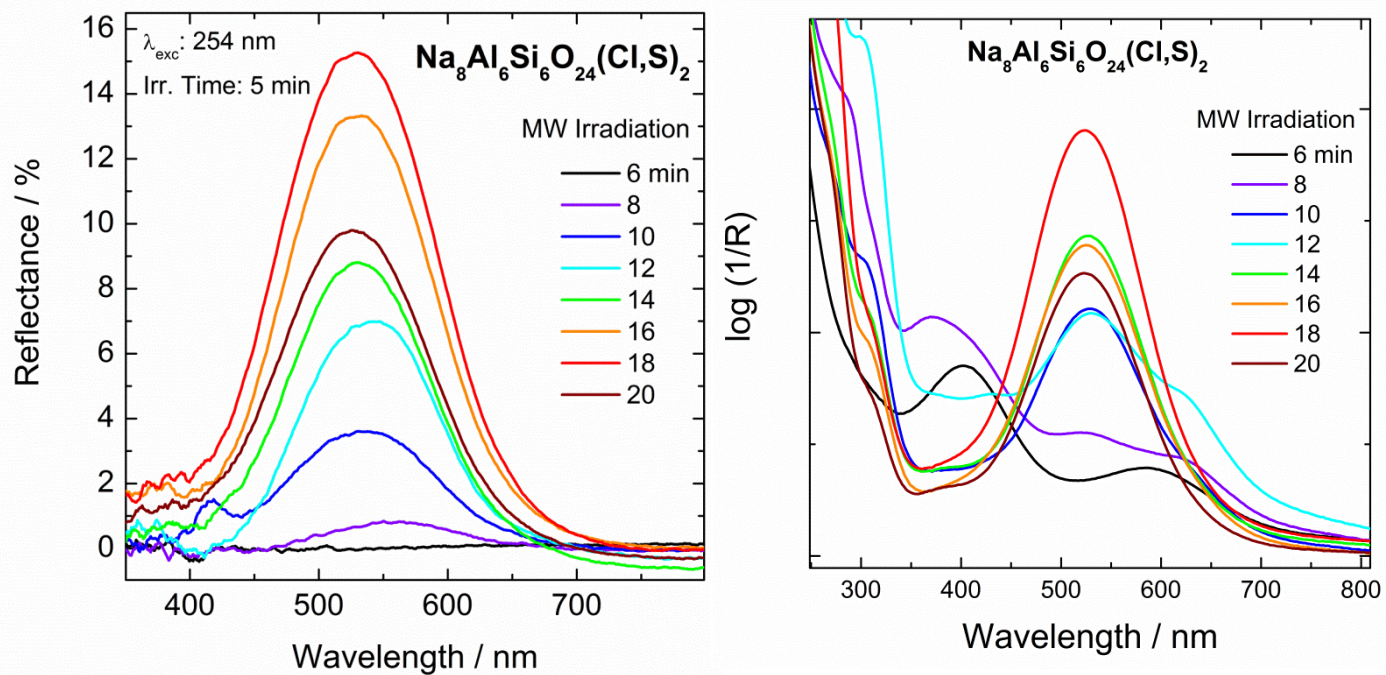 16
14
12
10
8
6
4
2
0
Reflectance / %
λexc: 254 nm
Irr. Time: 5 min
Na8Al6Si6O24(Cl,S)2
MW Irradiation
6 min
8
10
12
14
16
18
20
400 500 600 700
Wavelength / nm
log (1/R)
Na8Al6Si6O24(Cl,S)2
MW Irradiation
6 min
8
10
12
14
16
18
20
300 400 500 600 700 800
Wavelength / nm